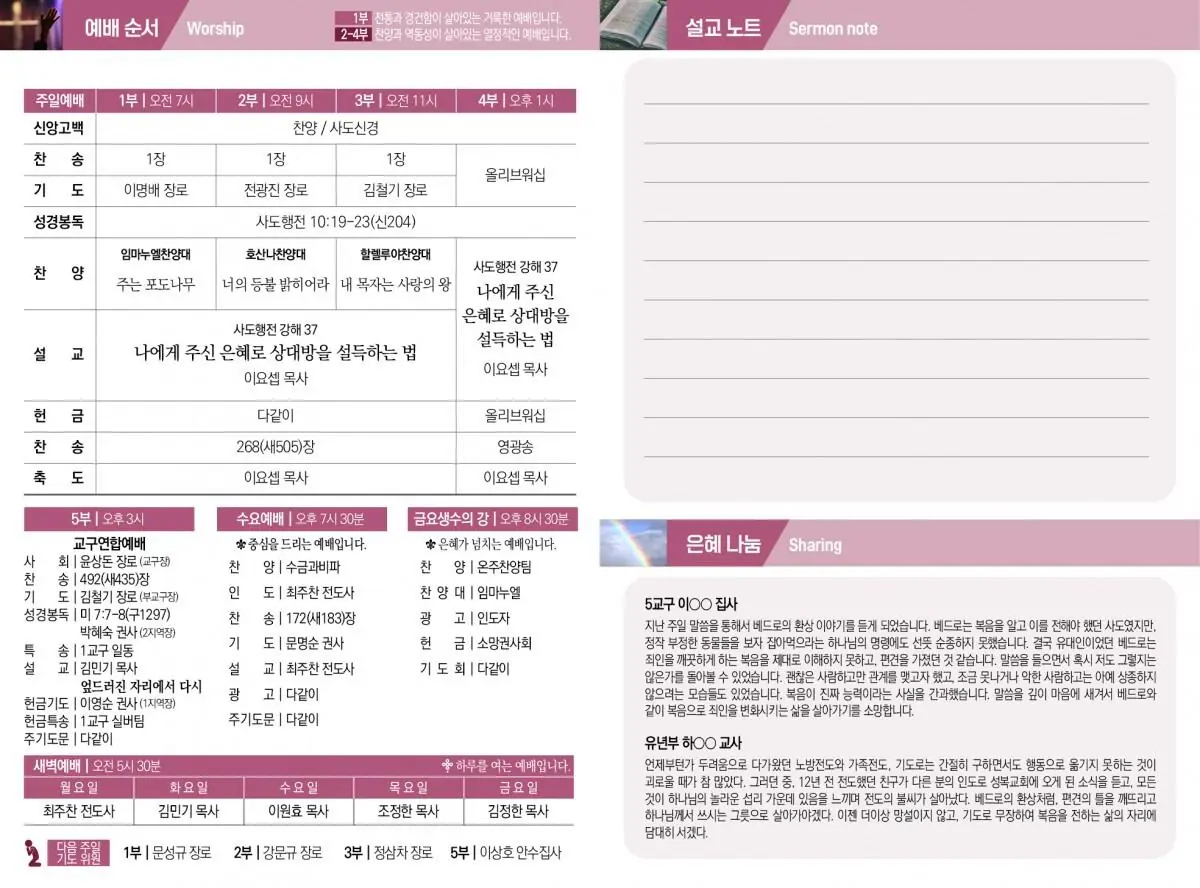 예배 순서 Worship
1부 전통과 경건함이 살아있는 거룩한 예배입니다.
2-4부 찬양과 역동성이 살아있는 열정적인 예배입니다.
주일예배 1부 | 오전 7시 2부 | 오전 9시 3부 | 오전 11시 4부 | 오후 1시
신앙고백 찬양 / 사도신경
찬 송 1장 1장 1장
올리브워십
기 도 이명배 장로 전광진 장로 김철기 장로
성경봉독 사도행전 10:19-23(신204)
찬 양
임마누엘찬양대 호산나찬양대 할렐루야찬양대
주는 포도나무 너의 등불 밝히어라 내 목자는 사랑의 왕
사도행전 강해 37
나에게 주신
은혜로 상대방을
설득하는 법
이요셉 목사
설 교
사도행전 강해 37
나에게 주신 은혜로 상대방을 설득하는 법
이요셉 목사
헌 금 다같이 올리브워십
찬 송 268(새505)장 영광송
축 도 이요셉 목사 이요셉 목사
5부 | 오후 3시
교구연합예배
사 회 | 윤상돈 장로 (교구장)
찬 송 | 492(새435)장
기 도 | 김철기 장로 (부교구장)
성경봉독 | 미 7:7-8(구1297)
박혜숙 권사 (2지역장)
특 송 | 1교구 일동
설 교 | 김민기 목사
엎드러진 자리에서 다시
헌금기도 | 이영순 권사 (1지역장)
헌금특송 | 1교구 실버팀
주기도문 | 다같이
수요예배 | 오후 7시 30분
중심을 드리는 예배입니다.
찬 양 | 수금과비파
인 도 | 최주찬 전도사
찬 송 | 172(새183)장
기 도 | 문명순 권사
설 교 | 최주찬 전도사
광 고 | 다같이
주기도문 | 다같이
금요생수의 강 | 오후 8시 30분
은혜가 넘치는 예배입니다.
찬 양 | 온주찬양팀
찬 양 대 | 임마누엘
광 고 | 인도자
헌 금 | 소망권사회
기 도 회 | 다같이
새벽예배 | 오전 5시 30분 하루를 여는 예배입니다.
월요일 화요일 수요일 목요일 금요일
최주찬 전도사 김민기 목사 이원효 목사 조정한 목사 김정한 목사
다음 주일
기도 위원
1부 | 문성규 장로 2부 | 강문규 장로 3부 | 정삼차 장로 5부 | 이상호 안수집사
설교 노트 Sermon note
은혜 나눔 Sharing
5교구 이○○ 집사
지난 주일 말씀을 통해서 베드로의 환상 이야기를 듣게 되었습니다. 베드로는 복음을 알고 이를 전해야 했던 사도였지만,
정작 부정한 동물들을 보자 잡아먹으라는 하나님의 명령에도 선뜻 순종하지 못했습니다. 결국 유대인이었던 베드로는
죄인을 깨끗하게 하는 복음을 제대로 이해하지 못하고, 편견을 가졌던 것 같습니다. 말씀을 들으면서 혹시 저도 그렇지는
않은가를 돌아볼 수 있었습니다. 괜찮은 사람하고만 관계를 맺고자 했고, 조금 못나거나 악한 사람하고는 아예 상종하지
않으려는 모습들도 있었습니다. 복음이 진짜 능력이라는 사실을 간과했습니다. 말씀을 깊이 마음에 새겨서 베드로와
같이 복음으로 죄인을 변화시키는 삶을 살아가기를 소망합니다.
유년부 하○○ 교사
언제부턴가 두려움으로 다가왔던 노방전도와 가족전도, 기도로는 간절히 구하면서도 행동으로 옮기지 못하는 것이
괴로울 때가 참 많았다. 그러던 중, 12년 전 전도했던 친구가 다른 분의 인도로 성복교회에 오게 된 소식을 듣고, 모든
것이 하나님의 놀라운 섭리 가운데 있음을 느끼며 전도의 불씨가 살아났다. 베드로의 환상처럼, 편견의 틀을 깨뜨리고
하나님께서 쓰시는 그릇으로 살아가야겠다. 이젠 더이상 망설이지 않고, 기도로 무장하여 복음을 전하는 삶의 자리에
담대히 서겠다.